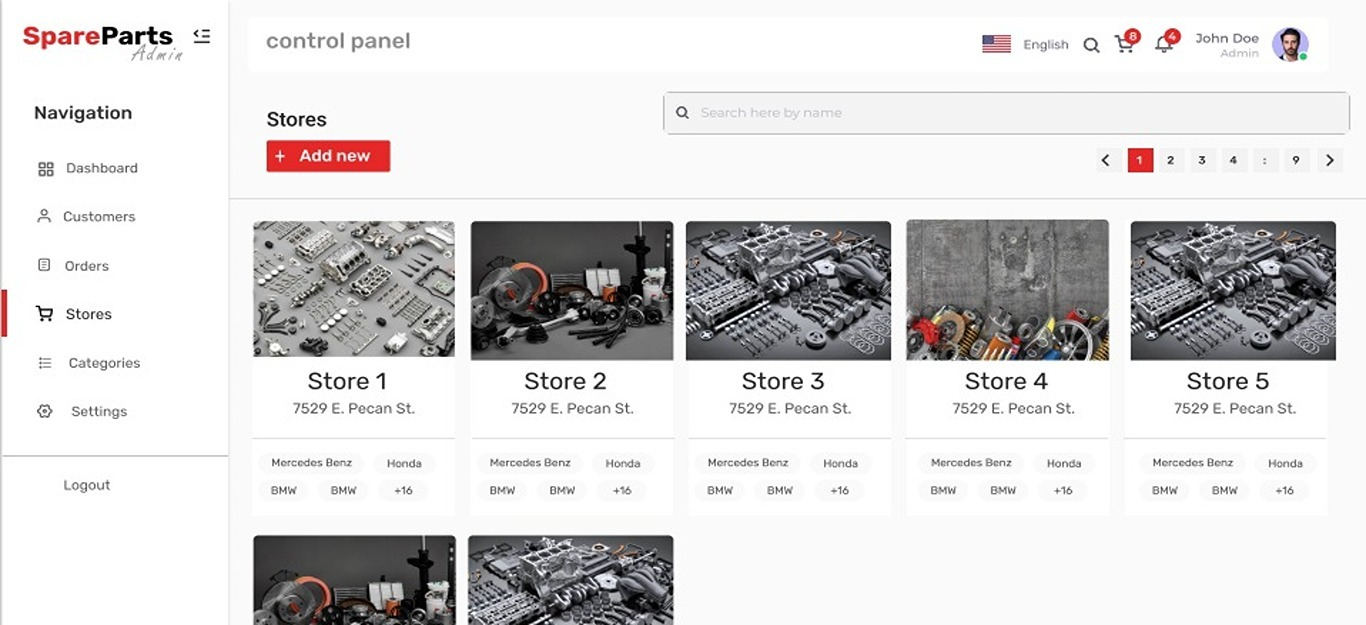 SpareParts
Admin
control panel
English
8
4
John Doe
Admin
Navigation
Dashboard
Customers
Orders
Stores
Categories
Settings
Logout
Stores
Search here by name
+ Add new
< 1 2 3 4 : 9 >
Store 1
7529 E. Pecan St.
Mercedes Benz Honda
BMW BMW +16
Store 2
7529 E. Pecan St.
Mercedes Benz Honda
BMW BMW +16
Store 3
7529 E. Pecan St.
Mercedes Benz Honda
BMW BMW +16
Store 4
7529 E. Pecan St.
Mercedes Benz Honda
BMW BMW +16
Store 5
7529 E. Pecan St.
Mercedes Benz Honda
BMW BMW +16